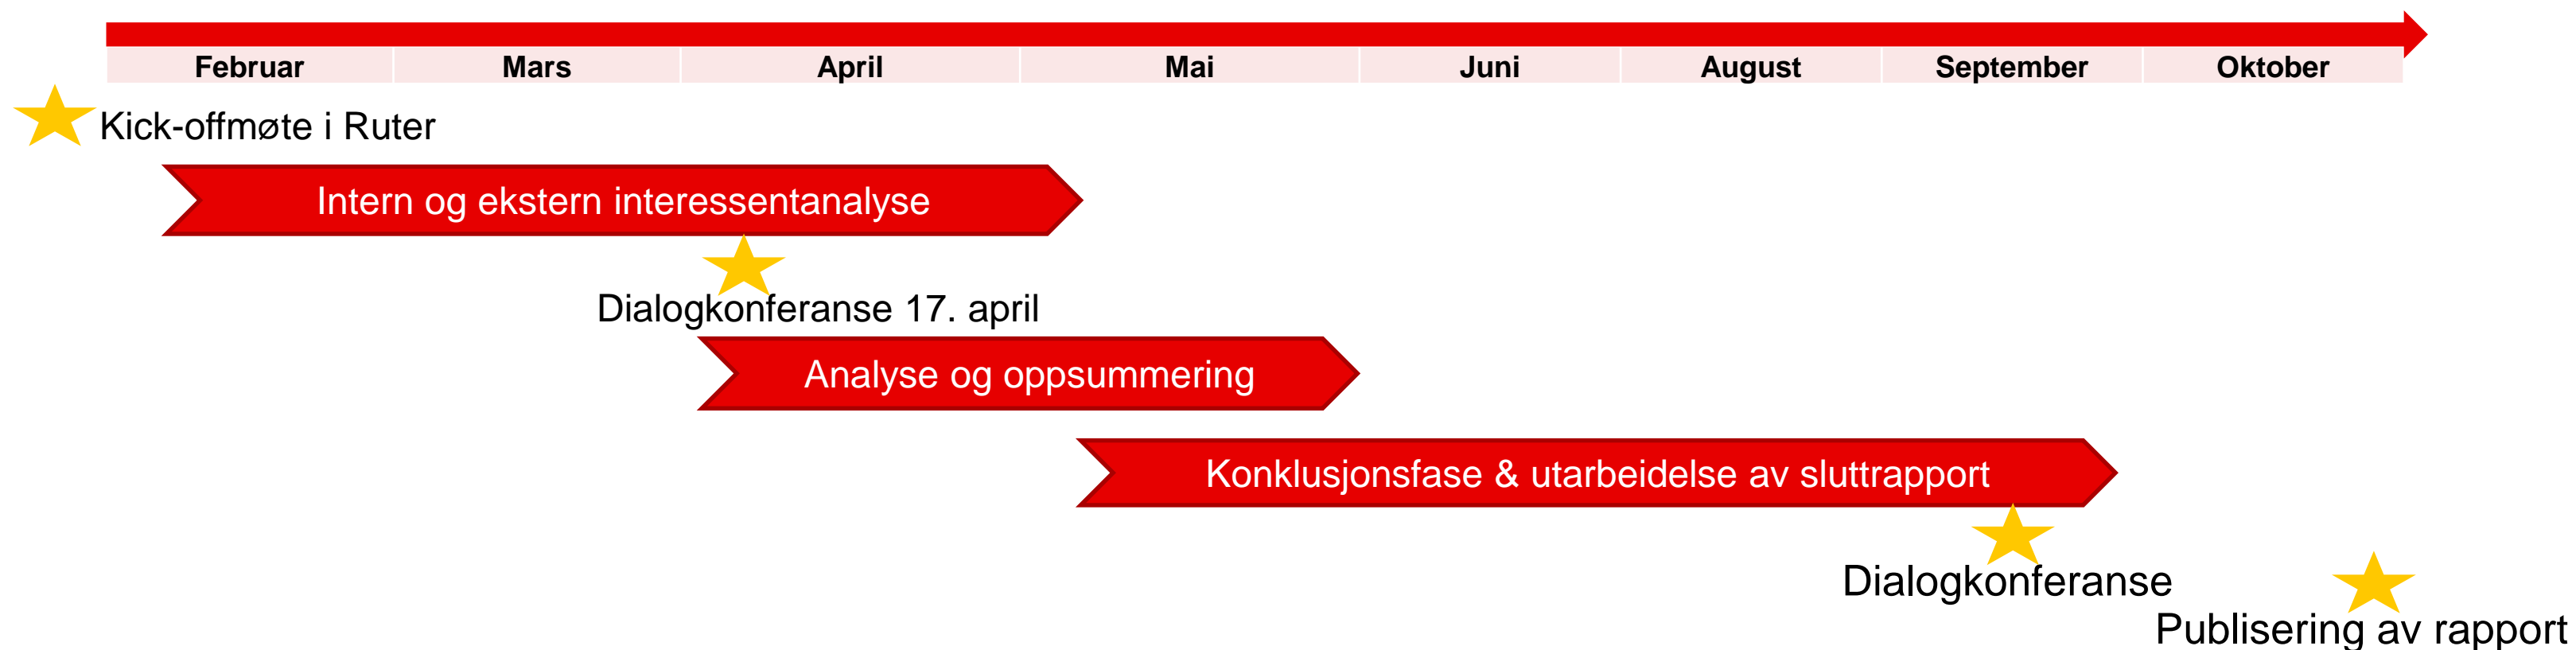 Februar Mars April Mai Juni August September Oktober
Kick-offmøte i Ruter
Intern og ekstern interessentanalyse
Dialogkonferanse 17. april
Analyse og oppsummering
Konklusjonsfase & utarbeidelse av sluttrapport
Dialogkonferanse
Publisering av rapport